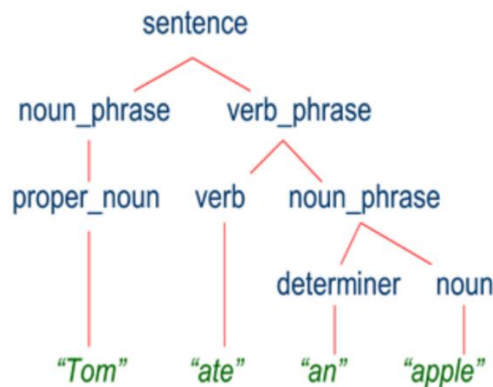 sentence
noun_phrase verb_phrase
proper_noun verb noun_phrase
determiner noun
“Tom” “ate” “an” “apple”